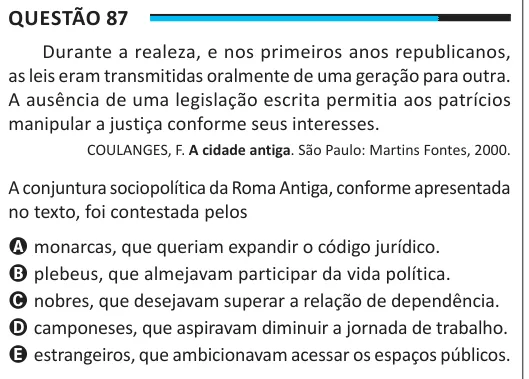 QUESTÃO 87
Durante a realeza, e nos primeiros anos republicanos,
as leis eram transmitidas oralmente de uma geração para outra.
A ausência de uma legislação escrita permitia aos patrícios
manipular a justiça conforme seus interesses.
COULANGES, F. A cidade antiga. São Paulo: Martins Fontes, 2000.
A conjuntura sociopolítica da Roma Antiga, conforme apresentada
no texto, foi contestada pelos
A monarcas, que queriam expandir o código jurídico.
B plebeus, que almejavam participar da vida política.
C nobres, que desejavam superar a relação de dependência.
D camponeses, que aspiravam diminuir a jornada de trabalho.
E estrangeiros, que ambicionavam acessar os espaços públicos.